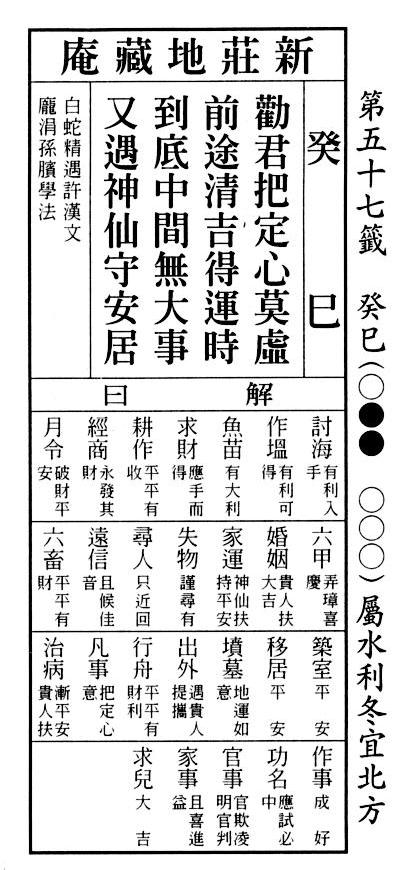 第五十七籤 癸巳(○●● ○○○)屬水利冬宜北方
新莊地藏庵
癸巳
勸君把定心莫虛
前途清吉得運時
到底中間無大事
又遇神仙守安居
白蛇精遇許漢文
龐涓孫臏學法
解曰
討海 有利入手
作塭 有利可得
魚苗 有大利
求財 應手而得
耕作 平平有收
經商 永發其財
月令 破財平安
六甲 弄璋喜慶
婚姻 貴人扶大吉
家運 神仙扶持平安
失物 謹尋有
尋人 只近回
遠信 且候佳音
六畜 平平有財
築室 平安
移居 平安
墳墓 地運如意
出外 遇貴人提攜
行舟 平平有財利
凡事 把定心意
治病 漸平安貴人扶
作事 成好
功名 應試必中
官事 官欺凌明官判
家事 且喜進益
求兒 大吉